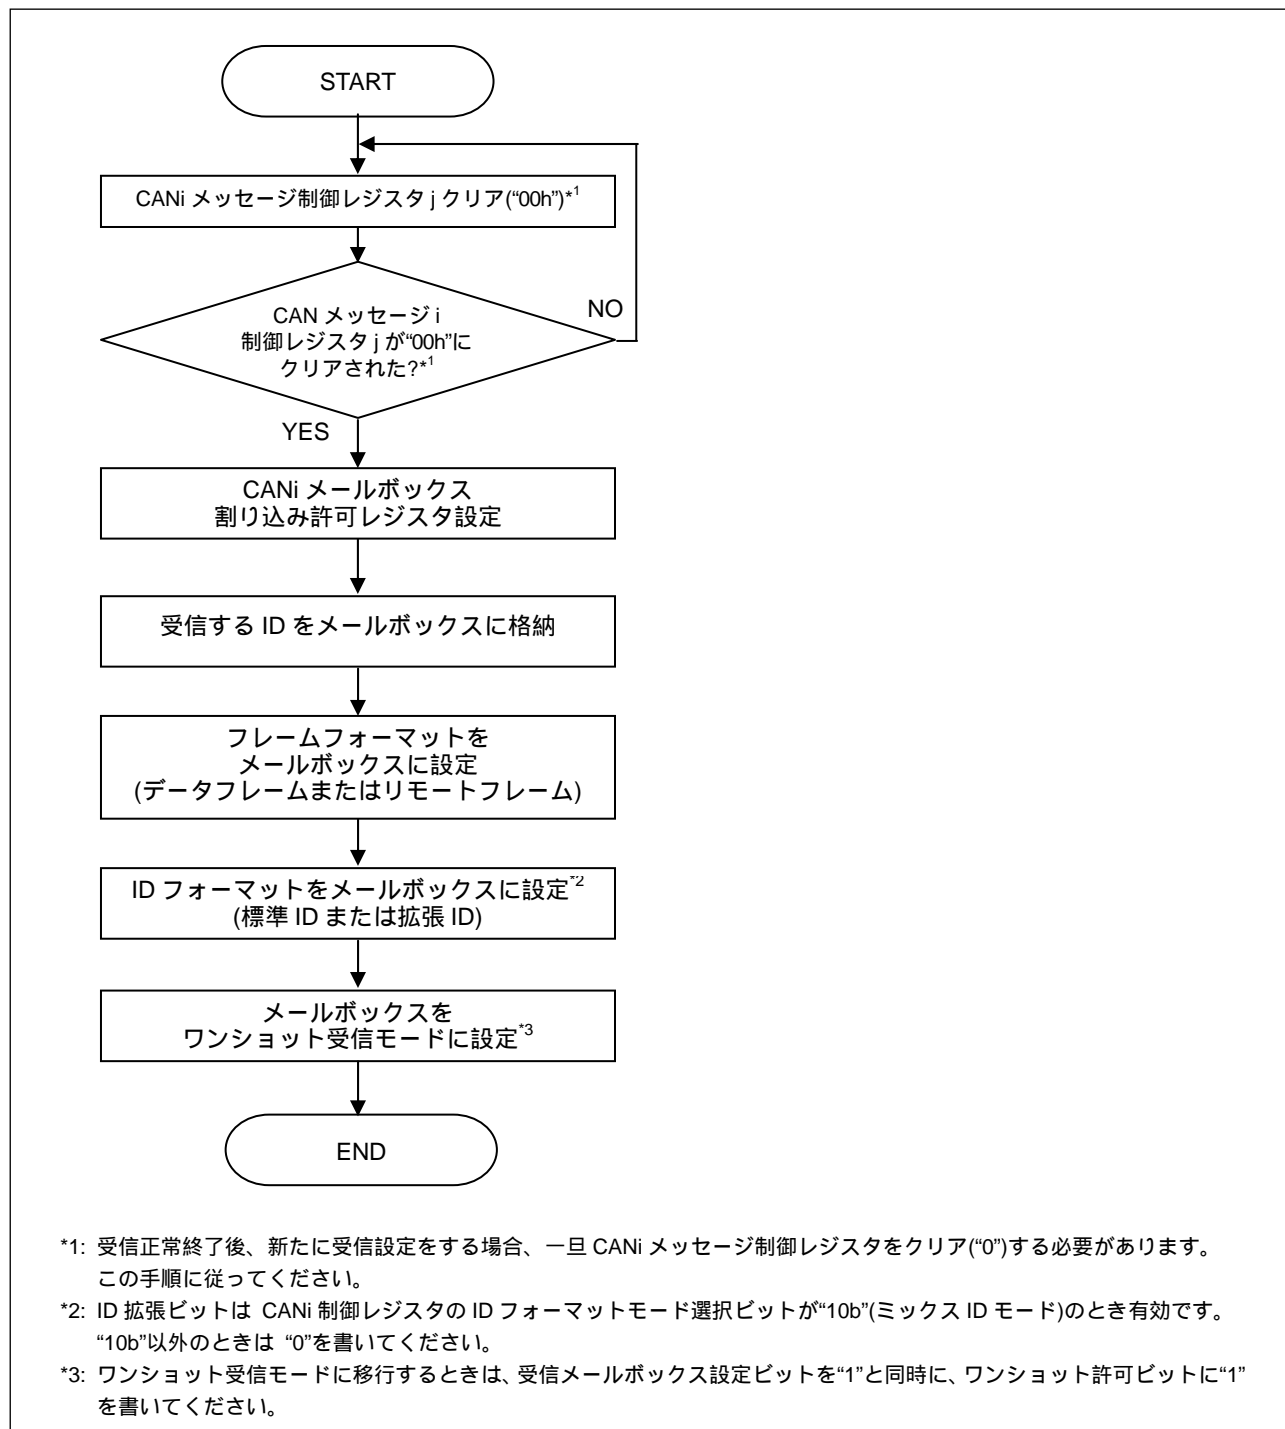 START
CANi メッセージ制御レジスタ j クリア(“00h”)*1
CAN メッセージ i
制御レジスタ j が“00h”に
クリアされた?*1
NO
YES
CANi メールボックス
割り込み許可レジスタ設定
受信する ID をメールボックスに格納
フレームフォーマットを
メールボックスに設定
(データフレームまたはリモートフレーム)
ID フォーマットをメールボックスに設定*2
(標準 ID または拡張 ID)
メールボックスを
ワンショット受信モードに設定*3
END
*1: 受信正常終了後、新たに受信設定をする場合、一旦 CANi メッセージ制御レジスタをクリア(“0”)する必要があります。
この手順に従ってください。
*2: ID 拡張ビットは CANi 制御レジスタの ID フォーマットモード選択ビットが“10b”(ミックス ID モード)のとき有効です。
“10b”以外のときは “0”を書いてください。
*3: ワンショット受信モードに移行するときは、受信メールボックス設定ビットを“1”と同時に、ワンショット許可ビットに“1”
を書いてください。